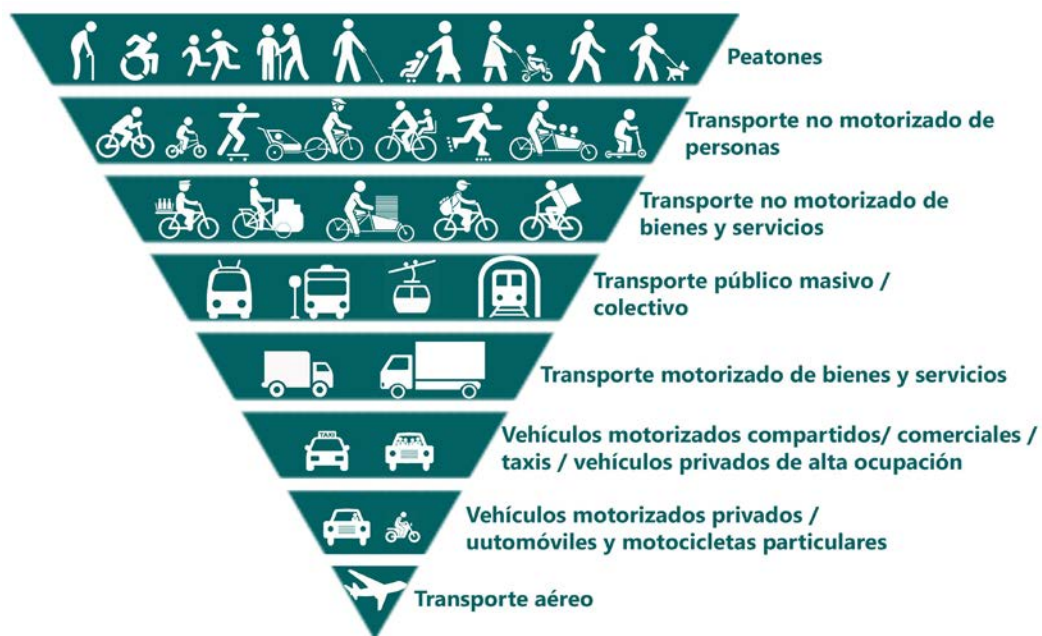 Peatones
Transporte no motorizado de
personas
Transporte no motorizado de
bienes y servicios
Transporte público masivo /
colectivo
Transporte motorizado de bienes y servicios
TAXI
Vehículos motorizados compartidos/ comerciales /
taxis / vehículos privados de alta ocupación
Vehículos motorizados privados /
uutomóviles y motocicletas particulares
Transporte aéreo